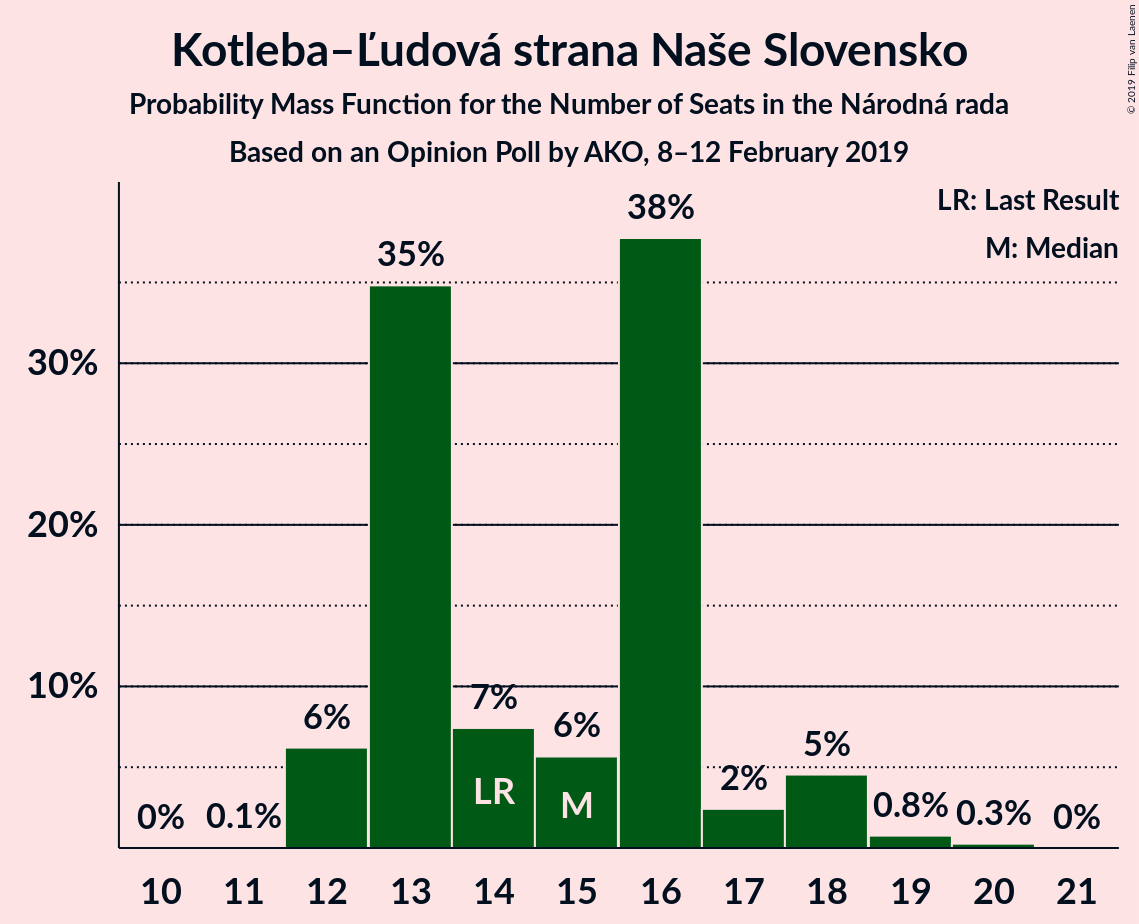 Kotleba–Ľudová strana Naše Slovensko
Probability Mass Function for the Number of Seats in the Národná rada
Based on an Opinion Poll by AKO, 8–12 February 2019
© 2019 Filip van Laenen
LR: Last Result
M: Median
38%
35%
30%
20%
10%
7%
6%
6%
5%
2%
0%
0.1%
0.8%
0.3%
0%
LR
M
10 11 12 13 14 15 16 17 18 19 20 21